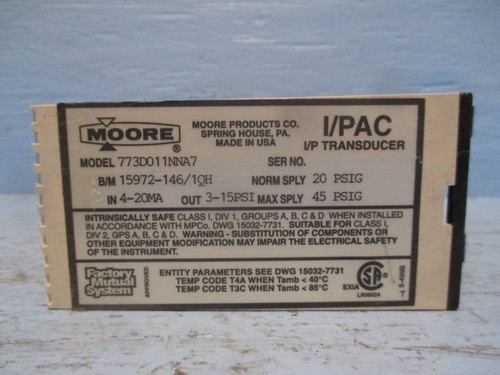 MOORE ®
MOORE PRODUCTS CO.
SPRING HOUSE, PA.
MADE IN USA
I/PAC
I/P TRANSDUCER
MODEL 773D011NNA7 SER NO.
B/M 15972-146/1QH NORM SPLY 20 PSIG
IN 4-20MA OUT 3-15PSI MAX SPLY 45 PSIG
INTRINSICALLY SAFE CLASS I, DIV 1, GROUPS A, B, C & D WHEN INSTALLED
IN ACCORDANCE WITH MPCo. DWG 15032-7731. SUITABLE FOR CLASS I,
DIV 2, GPS A, B, C & D. WARNING - SUBSTITUTION OF COMPONENTS OR
OTHER EQUIPMENT MODIFICATION MAY IMPAIR THE ELECTRICAL SAFETY
OF THE INSTRUMENT.
Factory
Mutual
System
APPROVED
ENTITY PARAMETERS SEE DWG 15032-7731
TEMP CODE T4A WHEN Tamb < 40°C
TEMP CODE T3C WHEN Tamb < 85°C
EXIA
SA ®